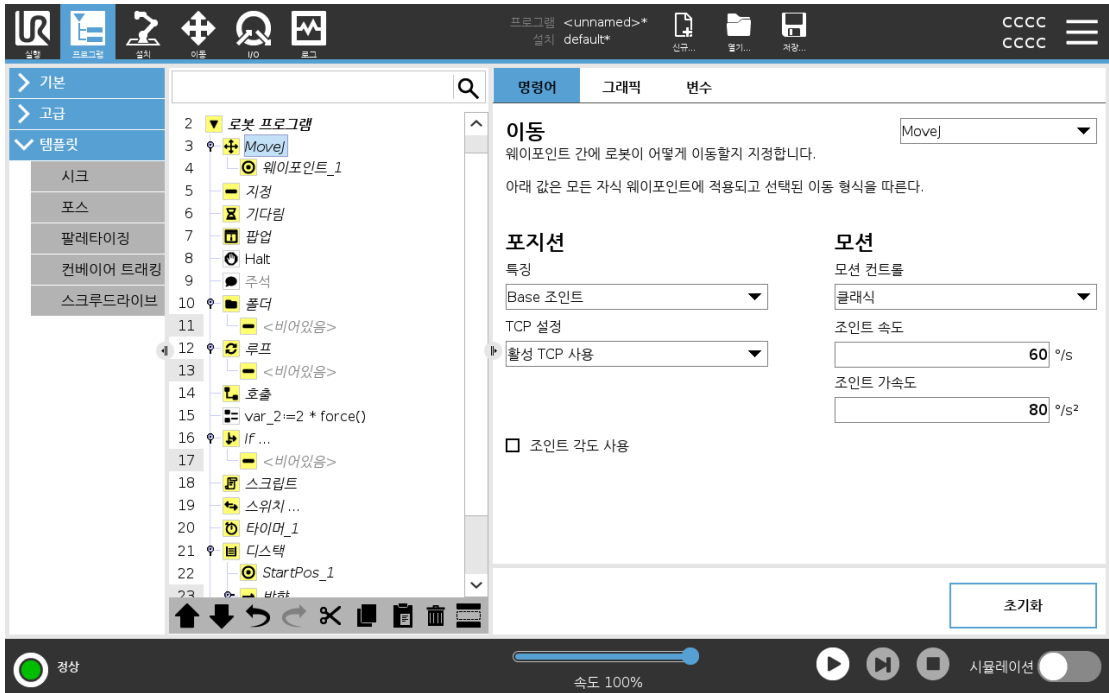 UR
실행
프로그램
설치
이동
I/O
로그
프로그램 <unnamed>*
설치 default*
신규...
열기...
저장...
CCCC
CCCC
기본
고급
템플릿
시크
포스
팔레타이징
컨베이어 트래킹
스크루드라이브
2 로봇 프로그램
3 MoveJ
4 웨이포인트_1
5 지정
6 기다림
7 팝업
8 Halt
9 주석
10 폴더
11 <비어있음>
12 루프
13 <비어있음>
14 호출
15 var_2:=2 * force()
16 If ...
17 <비어있음>
18 스크립트
19 스위치 ...
20 타이머_1
21 디스택
22 StartPos_1
23 방향
명령어
그래픽
변수
이동
MoveJ
웨이포인트 간에 로봇이 어떻게 이동할지 지정합니다.
아래 값은 모든 자식 웨이포인트에 적용되고 선택된 이동 형식을 따른다.
포지션
특징
Base 조인트
TCP 설정
활성 TCP 사용
조인트 각도 사용
모션
모션 컨트롤
클래식
조인트 속도
60 °/s
조인트 가속도
80 °/s²
초기화
정상
속도 100%
시뮬레이션